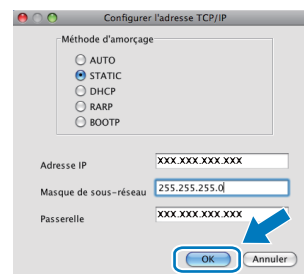 Configurer l'adresse TCP/IP
Méthode d'amorçage
AUTO
STATIC
DHCP
RARP
BOOTP
Adresse IP XXX.XXX.XXX.XXX
Masque de sous-réseau 255.255.255.0
Passerelle XXX.XXX.XXX.XXX
OK Annuler